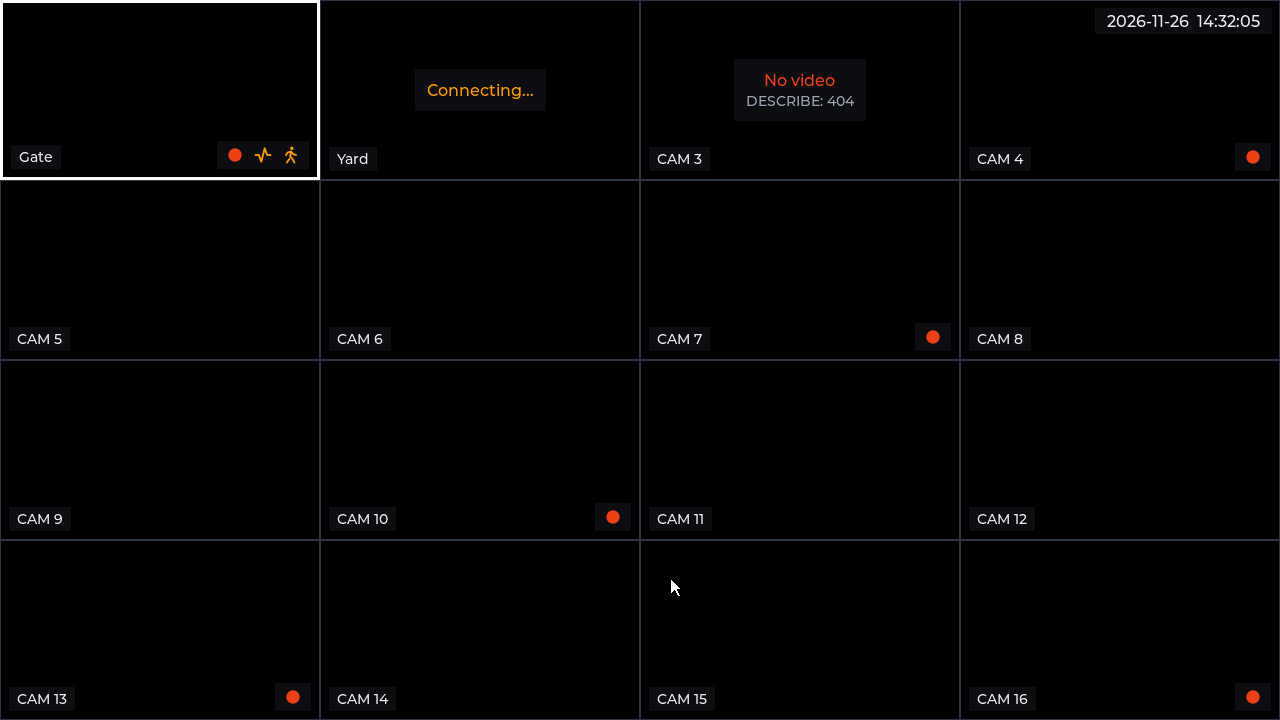 2026-11-26 14:32:05
Connecting...
No video
DESCRIBE: 404
Gate
Yard
CAM 3
CAM 4
CAM 5
CAM 6
CAM 7
CAM 8
CAM 9
CAM 10
CAM 11
CAM 12
CAM 13
CAM 14
CAM 15
CAM 16